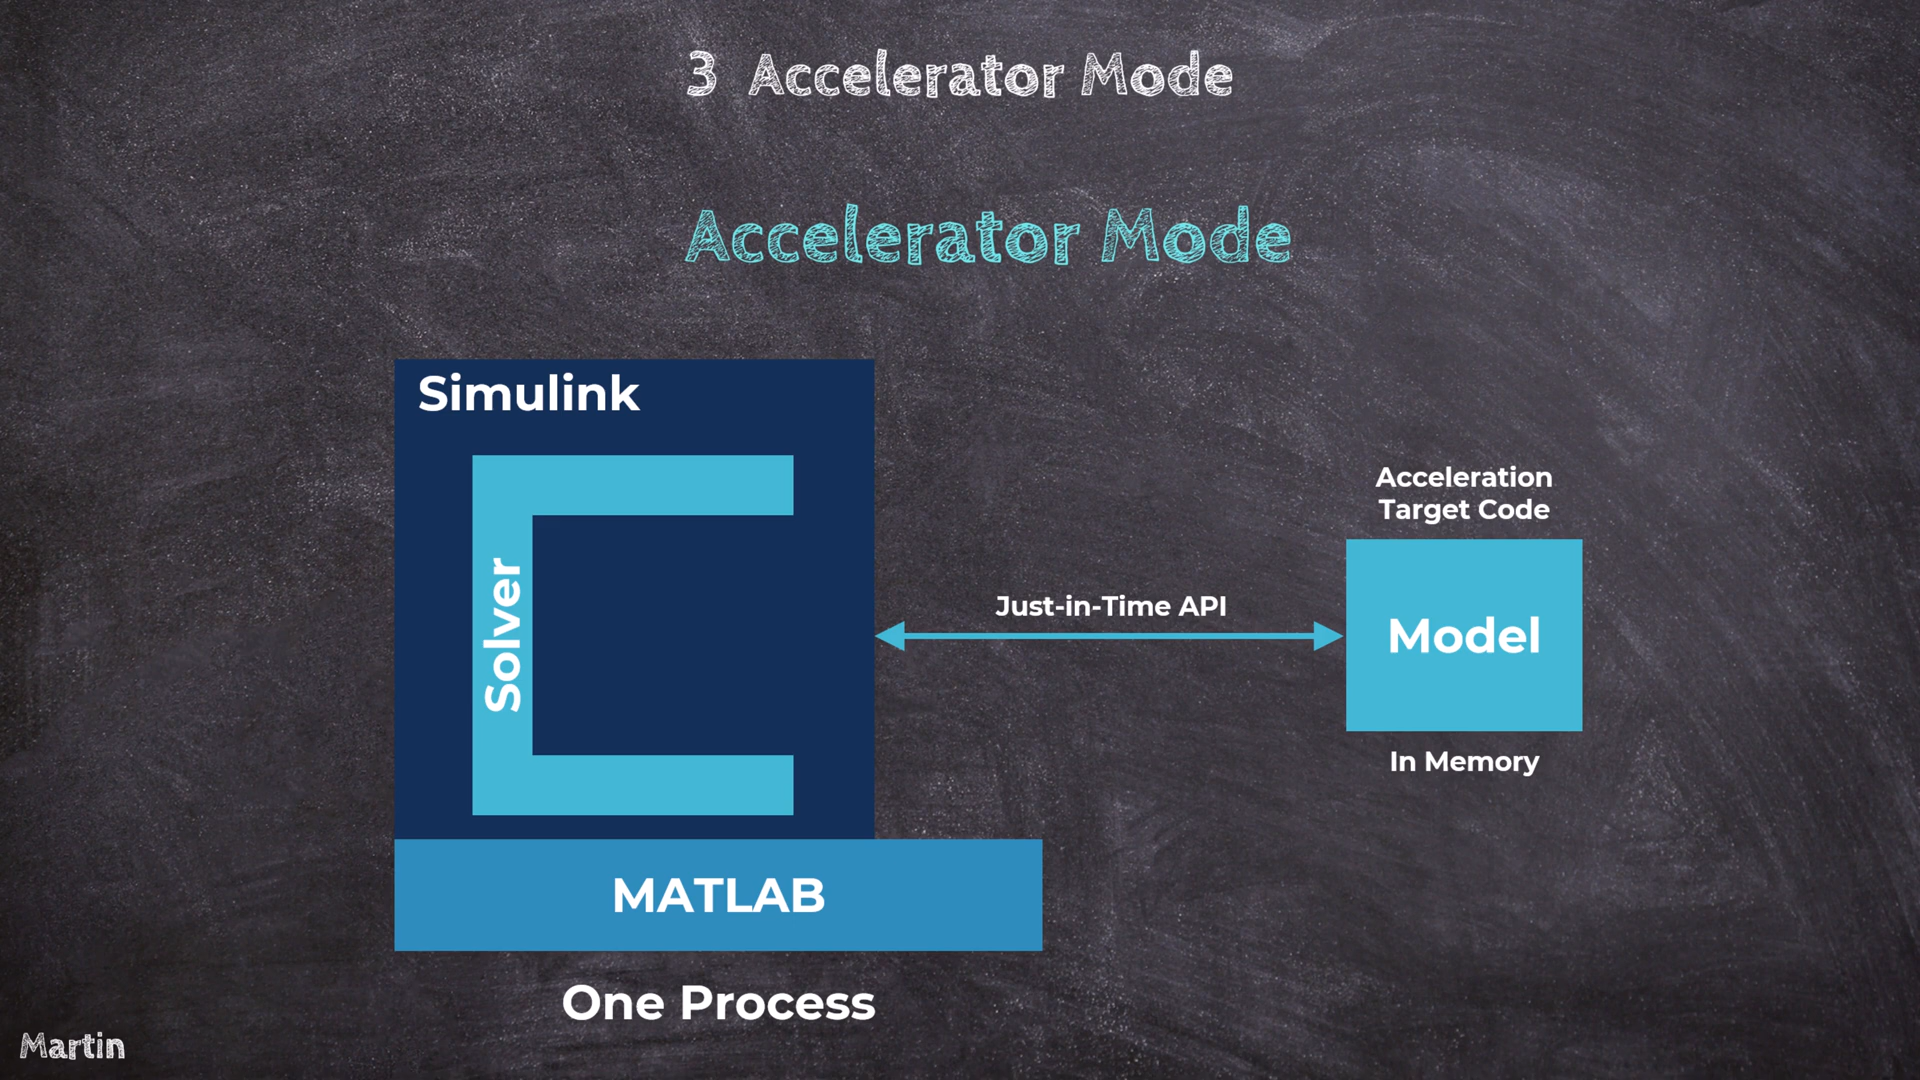 3 Accelerator Mode
Accelerator Mode
Simulink
Solver
Just-in-Time API
Acceleration
Target Code
Model
In Memory
MATLAB
One Process
Martin